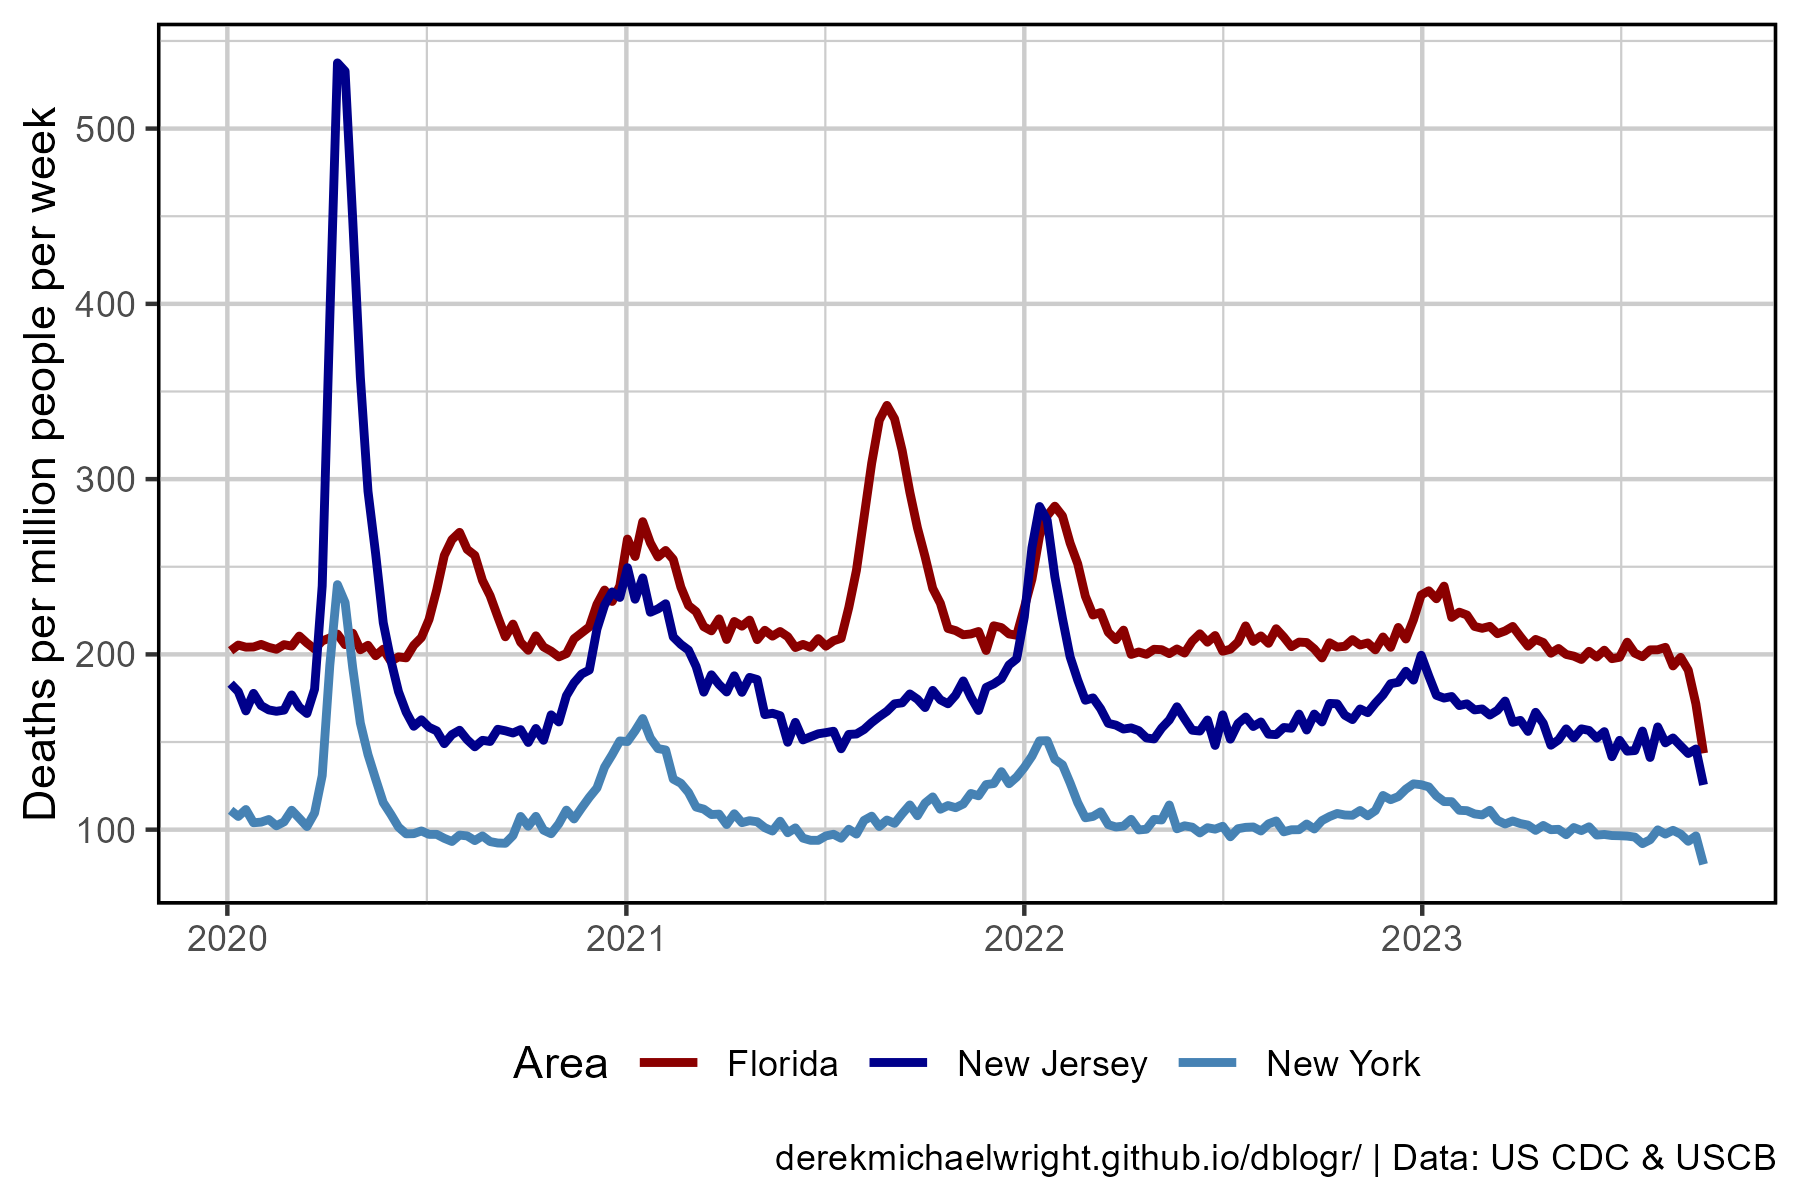 Deaths per million people per week
500
400
300
200
100
2020 2021 2022 2023
Area Florida New Jersey New York
derekmichaelwright.github.io/dblogr/ | Data: US CDC & USCB